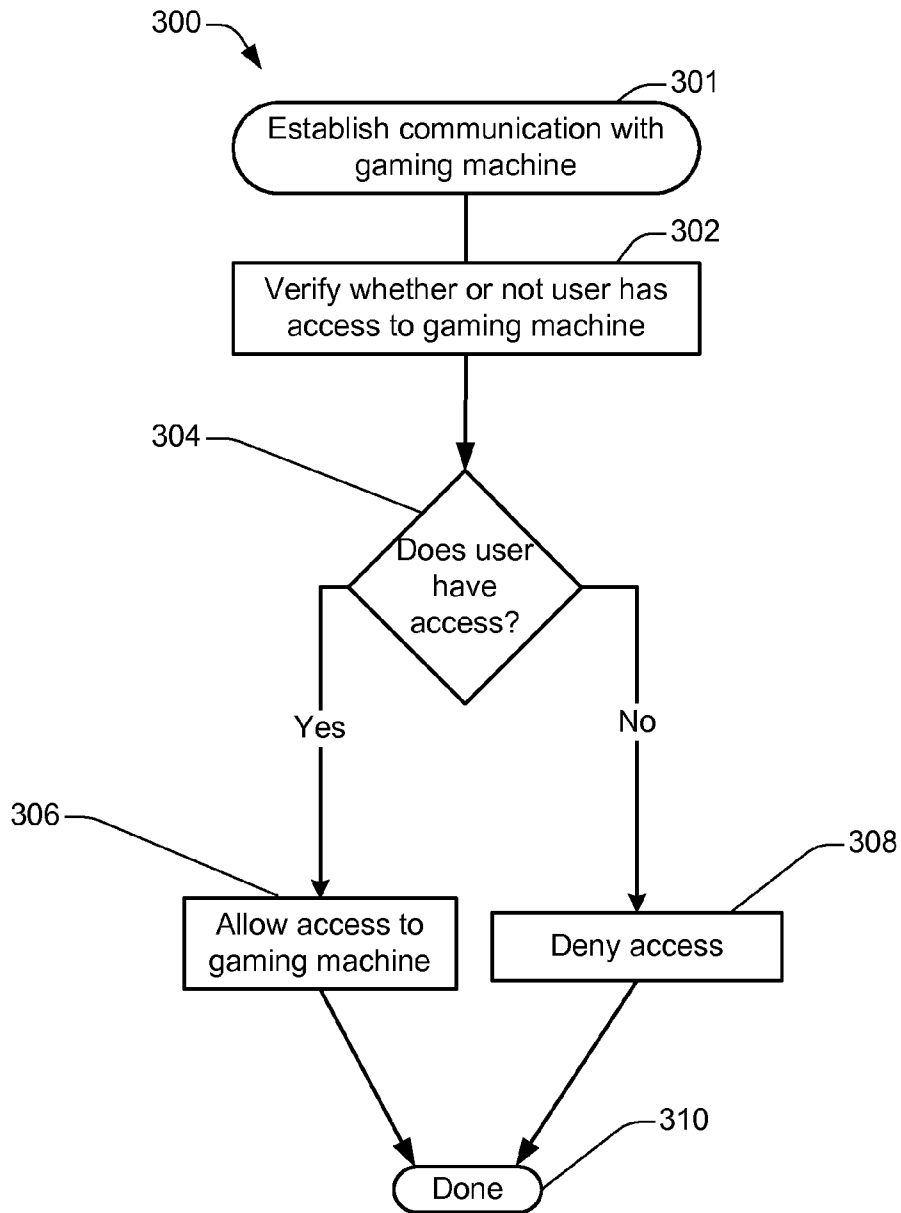 300
301
Establish communication with
gaming machine
302
Verify whether or not user has
access to gaming machine
304
Does user
have
access?
Yes
No
306
308
Allow access to
gaming machine
Deny access
310
Done